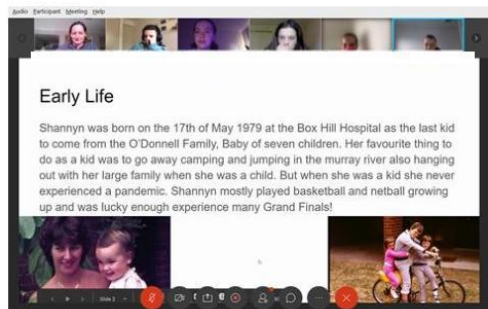 Audio Participant Meeting Help
Early Life
Shannyn was born on the 17th of May 1979 at the Box Hill Hospital as the last kid
to come from the O'Donnell Family, Baby of seven children. Her favourite thing to
do as a kid was to go away camping and jumping in the murray river also hanging
out with her large family when she was a child. But when she was a kid she never
experienced a pandemic. Shannyn mostly played basketball and netball growing
up and was lucky enough experience many Grand Finals!
Slide 3